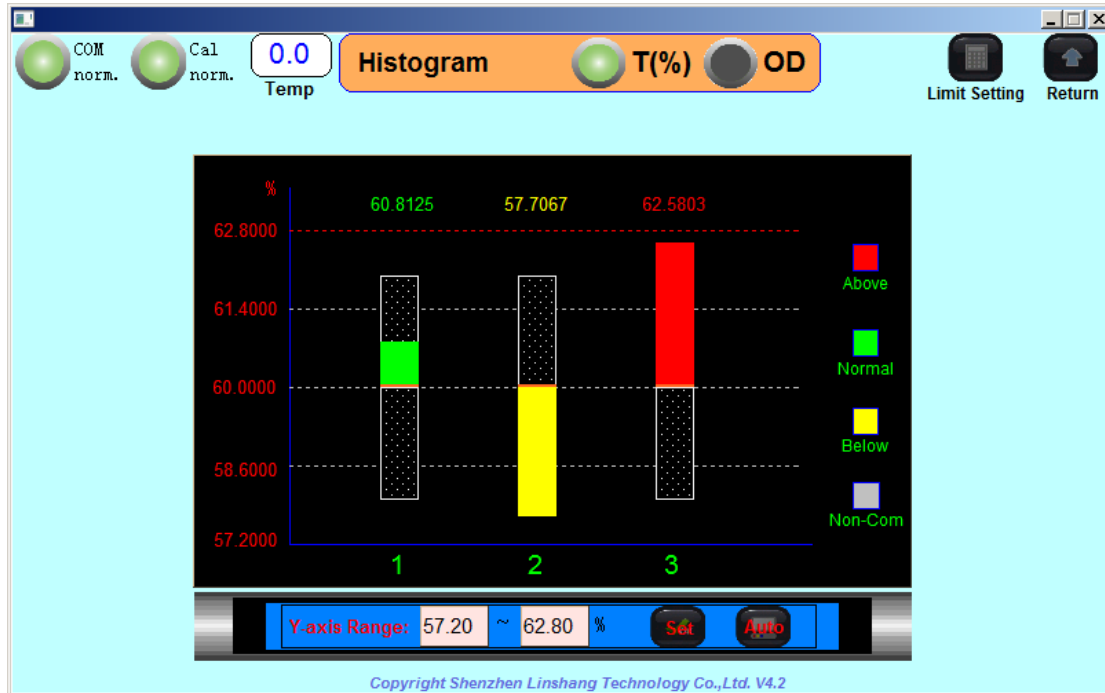 COM
norm.
Cal
norm.
0.0
Temp
Histogram
T(%)
OD
Limit Setting
Return
%
60.8125
57.7067
62.5803
62.8000
61.4000
60.0000
58.6000
57.2000
1
2
3
Above
Normal
Below
Non-Com
Y-axis Range: 57.20 ~ 62.80 % Set Auto
Copyright Shenzhen Linshang Technology Co.,Ltd. V4.2